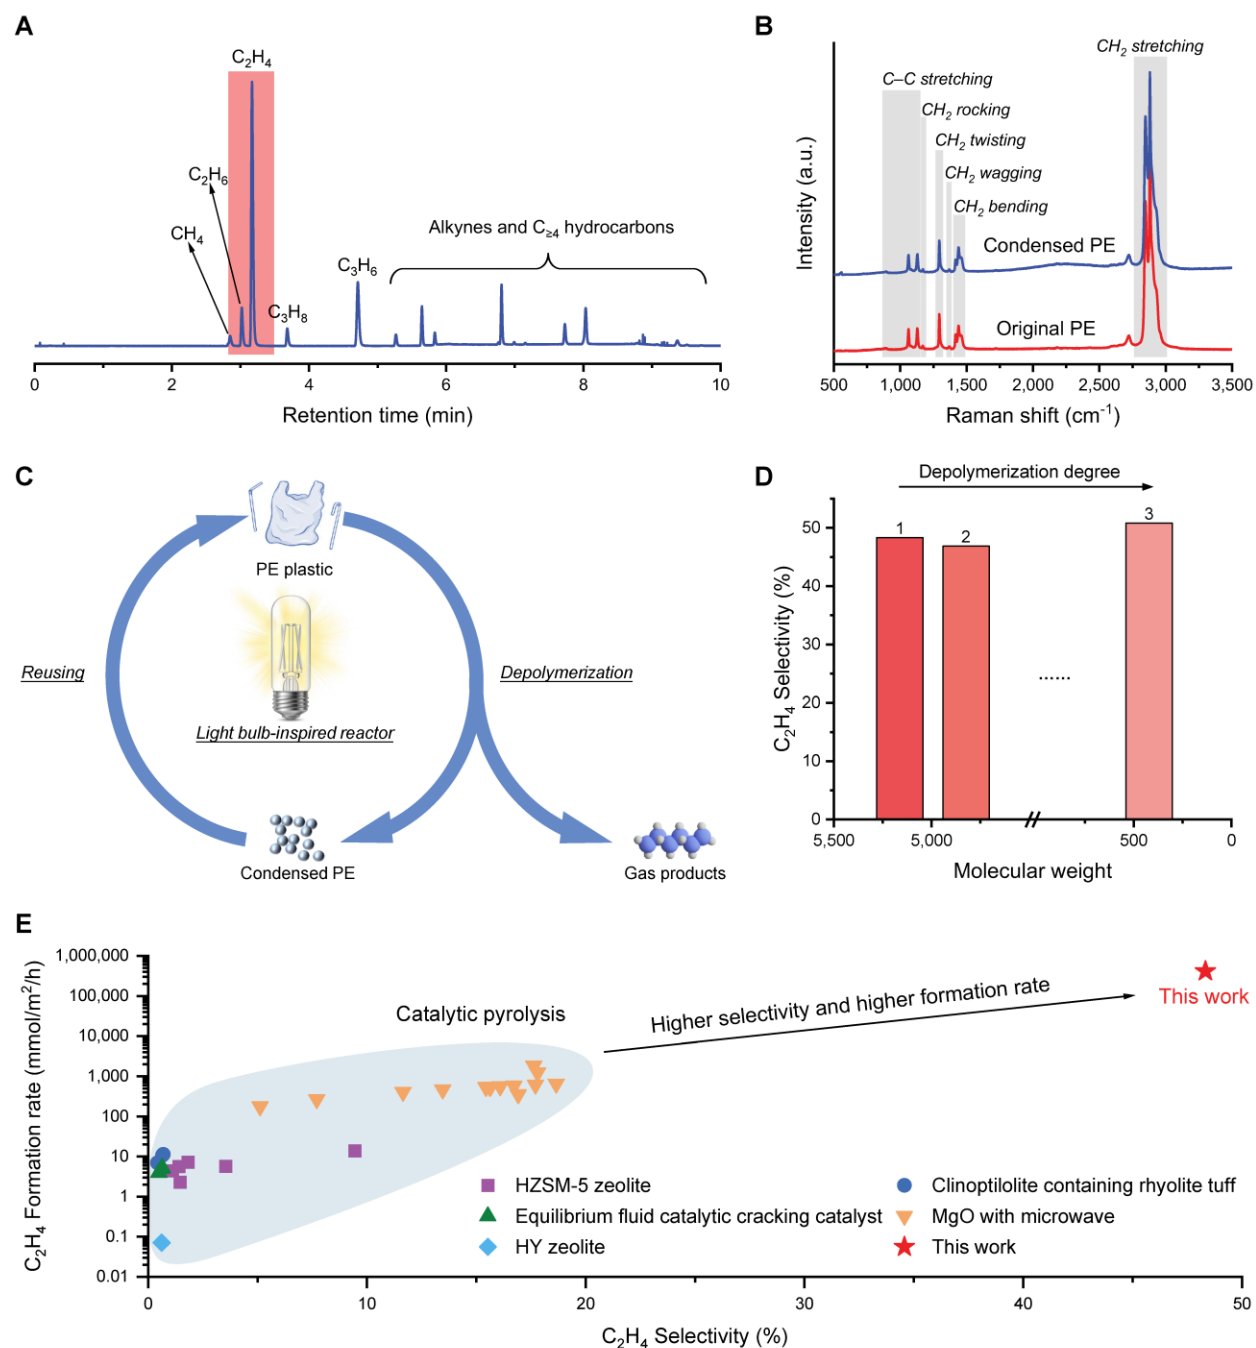 A
C₂H₄
C₂H₆
CH₄
C₃H₈
C₃H₆
Alkynes and C≥₄ hydrocarbons
0 2 4 6 8 10
Retention time (min)
B
CH₂ stretching
C–C stretching
CH₂ rocking
CH₂ twisting
CH₂ wagging
CH₂ bending
Condensed PE
Original PE
Intensity (a.u.)
500 1,000 1,500 2,000 2,500 3,000 3,500
Raman shift (cm⁻¹)
C
PE plastic
Reusing
Depolymerization
Light bulb-inspired reactor
Condensed PE
Gas products
D
Depolymerization degree
1
2
3
......
C₂H₄ Selectivity (%)
50
40
30
20
10
0
5,500 5,000 500 0
Molecular weight
E
C₂H₄ Formation rate (mmol/m²/h)
1,000,000
100,000
10,000
1,000
100
10
1
0.1
0.01
Catalytic pyrolysis
Higher selectivity and higher formation rate
This work
HZSM-5 zeolite
Equilibrium fluid catalytic cracking catalyst
HY zeolite
Clinoptilolite containing rhyolite tuff
MgO with microwave
This work
0 10 20 30 40 50
C₂H₄ Selectivity (%)